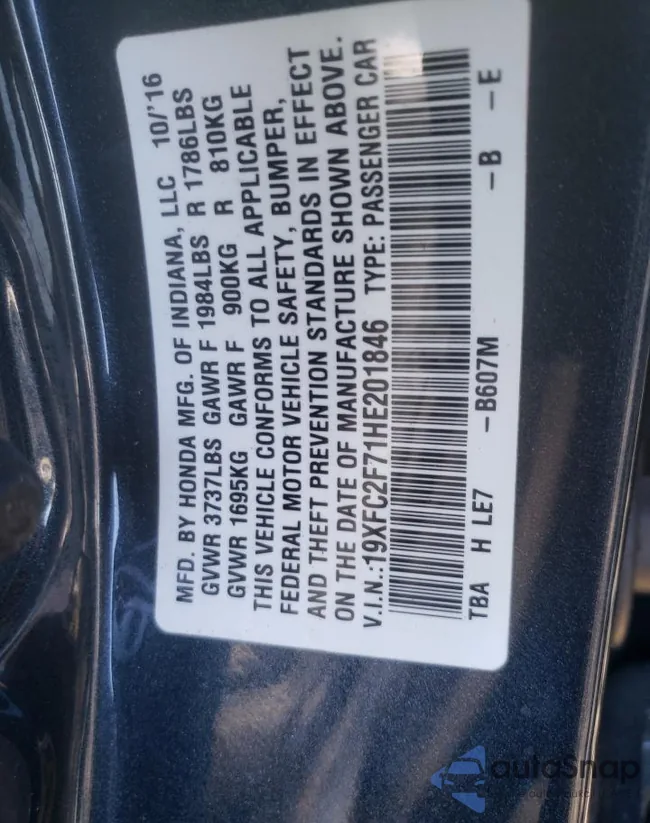 MFD. BY HONDA MFG. OF INDIANA, LLC 10/'16
GVWR 3737LBS GAWR F 1984LBS R 1786LBS
GVWR 1695KG GAWR F 900KG R 810KG
THIS VEHICLE CONFORMS TO ALL APPLICABLE
FEDERAL MOTOR VEHICLE SAFETY, BUMPER,
AND THEFT PREVENTION STANDARDS IN EFFECT
ON THE DATE OF MANUFACTURE SHOWN ABOVE.
V.I.N.:19XFC2F71HE201846 TYPE: PASSENGER CAR
TBA H LE7 -B607M -B -E
autoSnap